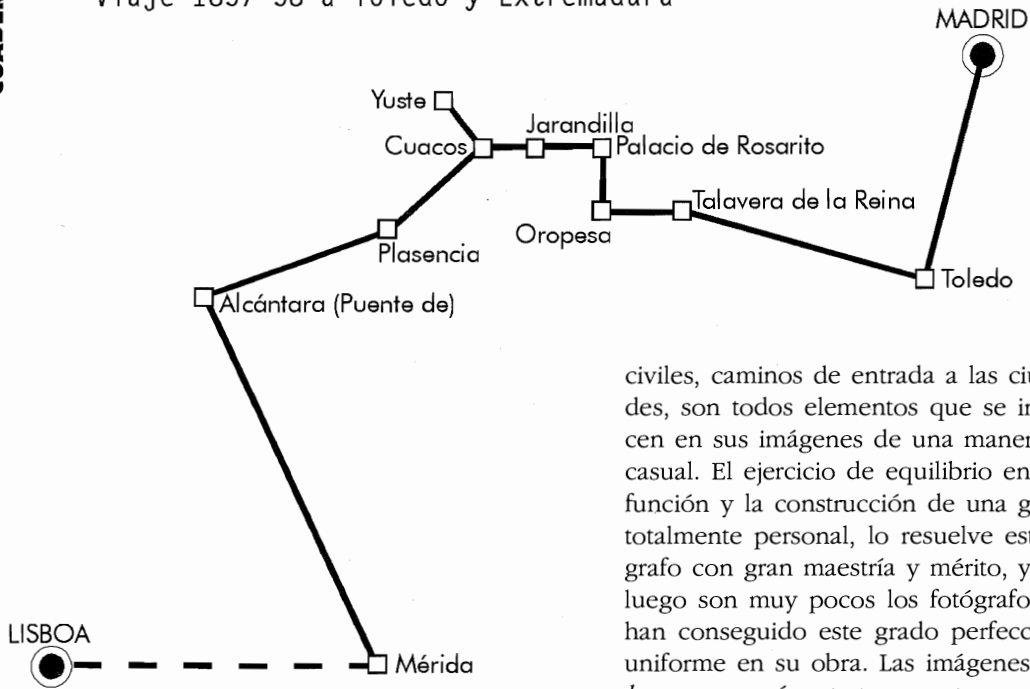 Viaje 1857-58 a Toledo y Extremadura
MADRID
Yuste
Jarandilla
Cuacos
Palacio de Rosarito
Talavera de la Reina
Oropesa
Plasencia
Toledo
Alcántara (Puente de)
LISBOA
Mérida
civiles, caminos de entrada a las ciu
des, son todos elementos que se in
cen en sus imágenes de una maner
casual. El ejercicio de equilibrio en
función y la construcción de una g
totalmente personal, lo resuelve est
grafo con gran maestría y mérito, y
luego son muy pocos los fotógrafo
han conseguido este grado perfecc
uniforme en su obra. Las imágenes